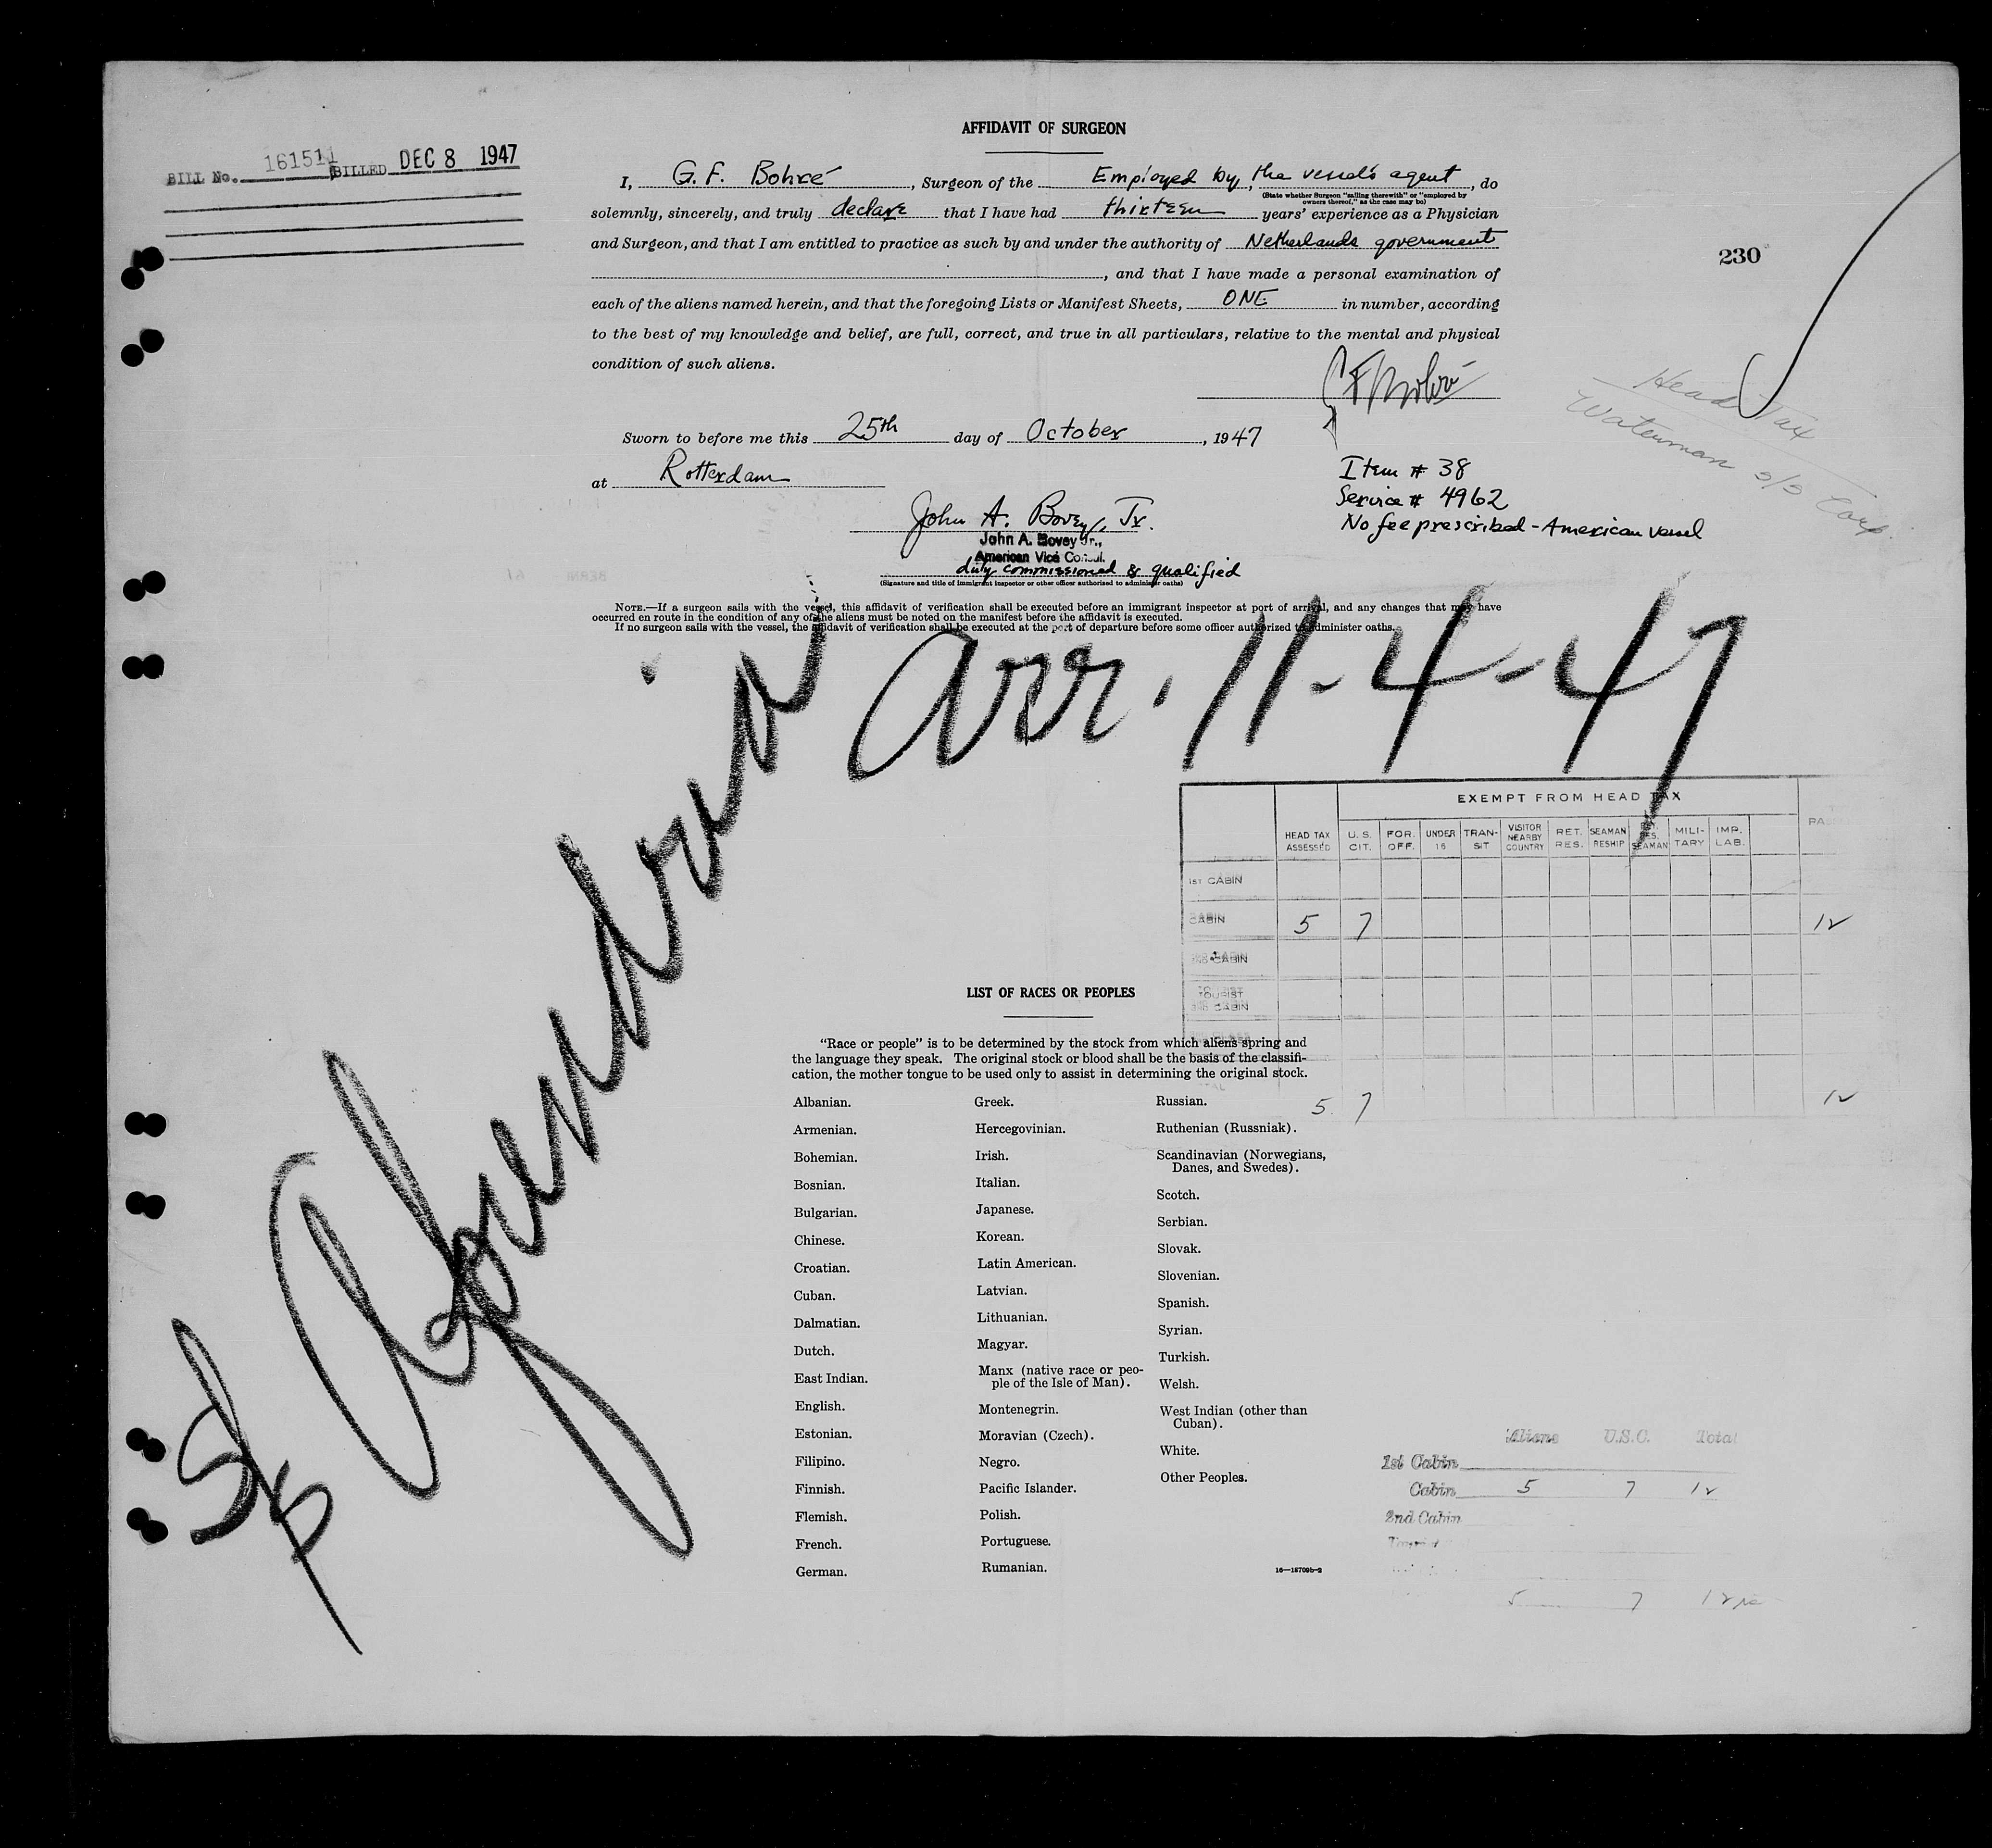 AFFIDAVIT OF SURGEON
BILL No. 161511 BILLED DEC 8 1947
I, G. F. Bohré, Surgeon of the Employed by, the vessel's agent, do
(State whether Surgeon "sailing therewith" or "employed by owners thereof," as the case may be)
solemnly, sincerely, and truly declare that I have had thirteen years' experience as a Physician
and Surgeon, and that I am entitled to practice as such by and under the authority of Netherlands government
, and that I have made a personal examination of
each of the aliens named herein, and that the foregoing Lists or Manifest Sheets, ONE in number, according
to the best of my knowledge and belief, are full, correct, and true in all particulars, relative to the mental and physical
condition of such aliens.
230
Head Tax
Waterman S/S Corp.
Sworn to before me this 25th day of October, 1947
at Rotterdam
Item # 38
Service # 4962
No fee prescribed - American vessel
John A. Bovey, Jr.
John A. Bovey Jr.,
American Vice Consul.
duly commissioned & qualified
(Signature and title of immigrant inspector or other officer authorized to administer oaths)
NOTE.—If a surgeon sails with the vessel, this affidavit of verification shall be executed before an immigrant inspector at port of arrival, and any changes that may have
occurred en route in the condition of any of the aliens must be noted on the manifest before the affidavit is executed.
If no surgeon sails with the vessel, the affidavit of verification shall be executed at the port of departure before some officer authorized to administer oaths.
arr. 11-4-47
EXEMPT FROM HEAD TAX
HEAD TAX ASSESSED U.S. CIT. FOR. OFF. UNDER 16 TRAN-SIT VISITOR NEARBY COUNTRY RET. RES. SEAMAN RESHIP RET. RES. SEAMAN MILI-TARY IMP. LAB.
1ST CABIN
CABIN 5 7 12
2ND CABIN
TOURIST
3RD CABIN
5 7 12
LIST OF RACES OR PEOPLES
"Race or people" is to be determined by the stock from which aliens spring and
the language they speak. The original stock or blood shall be the basis of the classifi-
cation, the mother tongue to be used only to assist in determining the original stock.
Albanian.
Armenian.
Bohemian.
Bosnian.
Bulgarian.
Chinese.
Croatian.
Cuban.
Dalmatian.
Dutch.
East Indian.
English.
Estonian.
Filipino.
Finnish.
Flemish.
French.
German.
Greek.
Hercegovinian.
Irish.
Italian.
Japanese.
Korean.
Latin American.
Latvian.
Lithuanian.
Magyar.
Manx (native race or peo-
ple of the Isle of Man).
Montenegrin.
Moravian (Czech).
Negro.
Pacific Islander.
Polish.
Portuguese.
Rumanian.
Russian.
Ruthenian (Russniak).
Scandinavian (Norwegians,
Danes, and Swedes).
Scotch.
Serbian.
Slovak.
Slovenian.
Spanish.
Syrian.
Turkish.
Welsh.
West Indian (other than
Cuban).
White.
Other Peoples.
16—18709b-2
Aliens U.S.C. Total
1st Cabin
Cabin 5 7 12
2nd Cabin
5 7 12